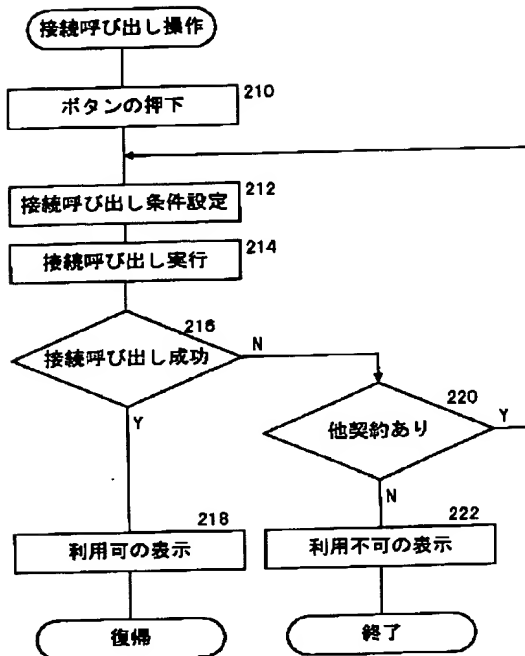 接続呼び出し操作
ボタンの押下
210
接続呼び出し条件設定
212
接続呼び出し実行
214
接続呼び出し成功
216
N
Y
他契約あり
220
Y
N
利用可の表示
218
利用不可の表示
222
復帰
終了